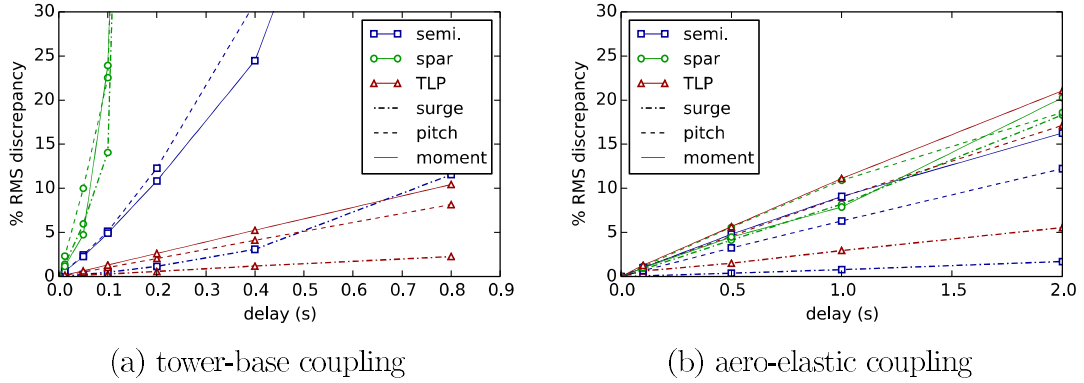 30
25
20
15
10
5
0
% RMS discrepancy
semi.
spar
TLP
surge
pitch
moment
0.0 0.1 0.2 0.3 0.4 0.5 0.6 0.7 0.8 0.9
delay (s)
(a) tower-base coupling
30
25
20
15
10
5
0
% RMS discrepancy
semi.
spar
TLP
surge
pitch
moment
0.0 0.5 1.0 1.5 2.0
delay (s)
(b) aero-elastic coupling